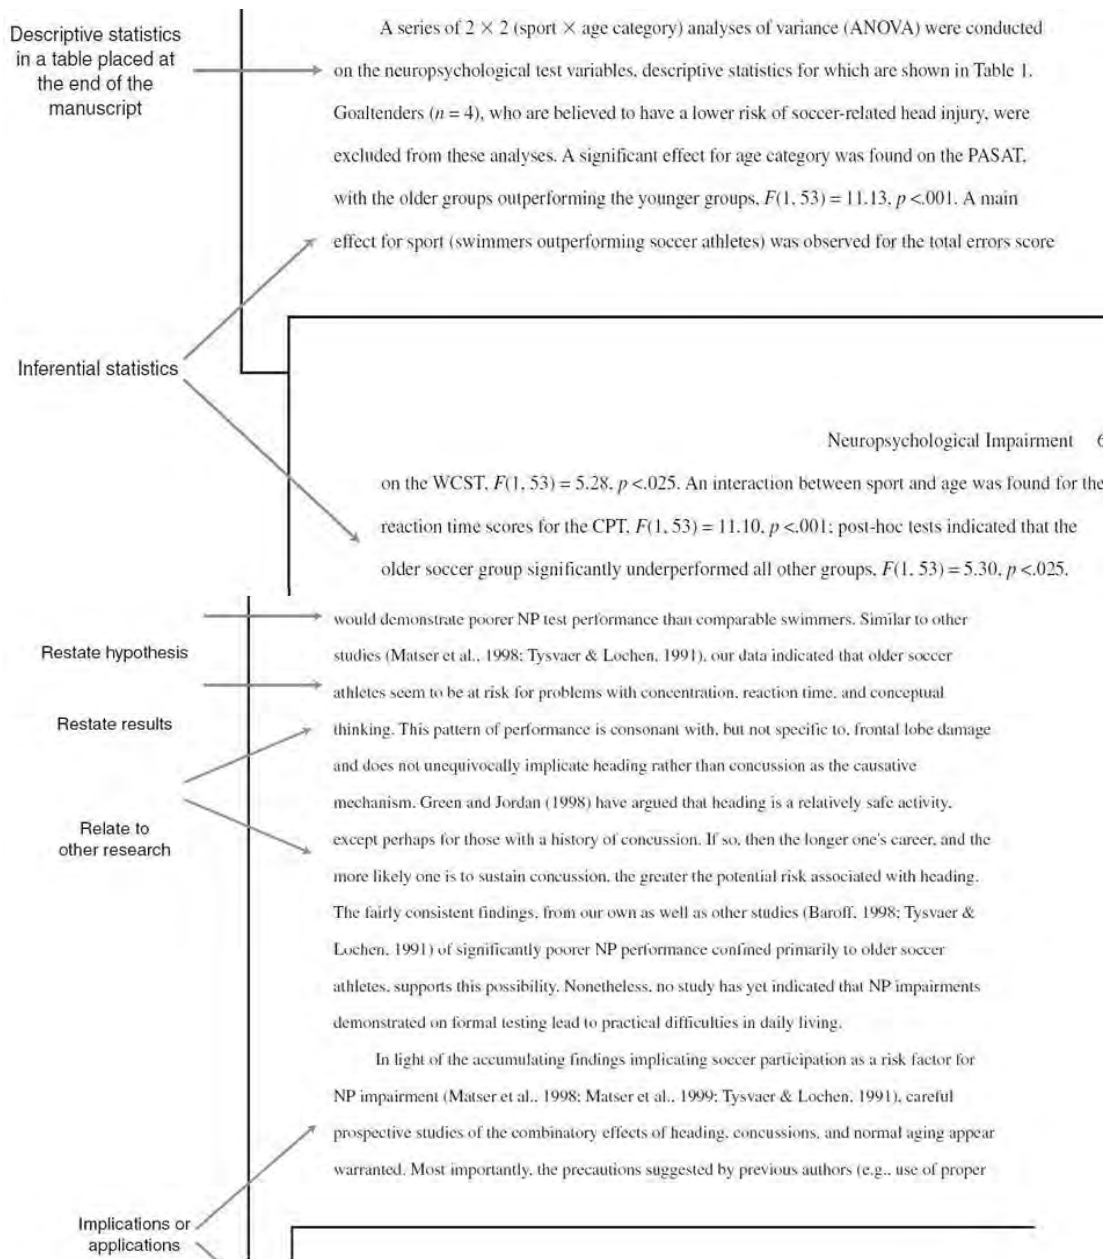 Descriptive statistics
in a table placed at
the end of the
manuscript
A series of 2 × 2 (sport × age category) analyses of variance (ANOVA) were conducted
on the neuropsychological test variables, descriptive statistics for which are shown in Table 1.
Goaltenders (n = 4), who are believed to have a lower risk of soccer-related head injury, were
excluded from these analyses. A significant effect for age category was found on the PASAT,
with the older groups outperforming the younger groups, F(1, 53) = 11.13, p <.001. A main
effect for sport (swimmers outperforming soccer athletes) was observed for the total errors score
Inferential statistics
Neuropsychological Impairment 6
on the WCST, F(1, 53) = 5.28, p <.025. An interaction between sport and age was found for the
reaction time scores for the CPT, F(1, 53) = 11.10, p <.001; post-hoc tests indicated that the
older soccer group significantly underperformed all other groups, F(1, 53) = 5.30, p <.025.
Restate hypothesis
Restate results
Relate to
other research
would demonstrate poorer NP test performance than comparable swimmers. Similar to other
studies (Matser et al., 1998; Tysvaer & Lochen, 1991), our data indicated that older soccer
athletes seem to be at risk for problems with concentration, reaction time, and conceptual
thinking. This pattern of performance is consonant with, but not specific to, frontal lobe damage
and does not unequivocally implicate heading rather than concussion as the causative
mechanism. Green and Jordan (1998) have argued that heading is a relatively safe activity,
except perhaps for those with a history of concussion. If so, then the longer one's career, and the
more likely one is to sustain concussion, the greater the potential risk associated with heading.
The fairly consistent findings, from our own as well as other studies (Baroff, 1998; Tysvaer &
Lochen, 1991) of significantly poorer NP performance confined primarily to older soccer
athletes, supports this possibility. Nonetheless, no study has yet indicated that NP impairments
demonstrated on formal testing lead to practical difficulties in daily living.
In light of the accumulating findings implicating soccer participation as a risk factor for
NP impairment (Matser et al., 1998; Matser et al., 1999; Tysvaer & Lochen, 1991), careful
prospective studies of the combinatory effects of heading, concussions, and normal aging appear
warranted. Most importantly, the precautions suggested by previous authors (e.g., use of proper
Implications or
applications